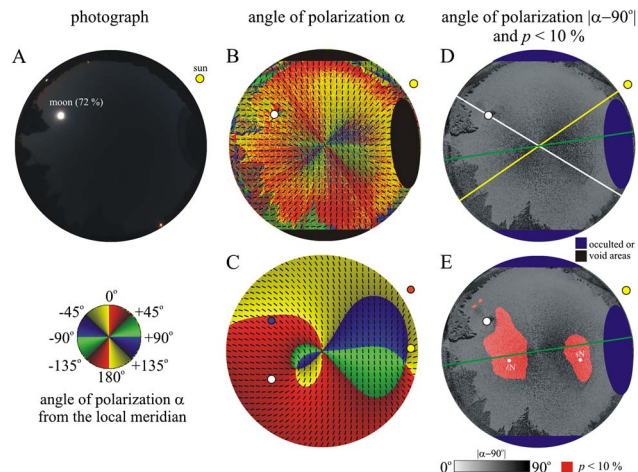 photograph
angle of polarization α
angle of polarization |α−90°|
and p < 10 %
A
sun
moon (72 %)
B
D
occulted or
void areas
C
E
0°
-45° +45°
-90° +90°
-135° +135°
180°
angle of polarization α
from the local meridian
sN
|α−90°|
0° 90°
p < 10 %